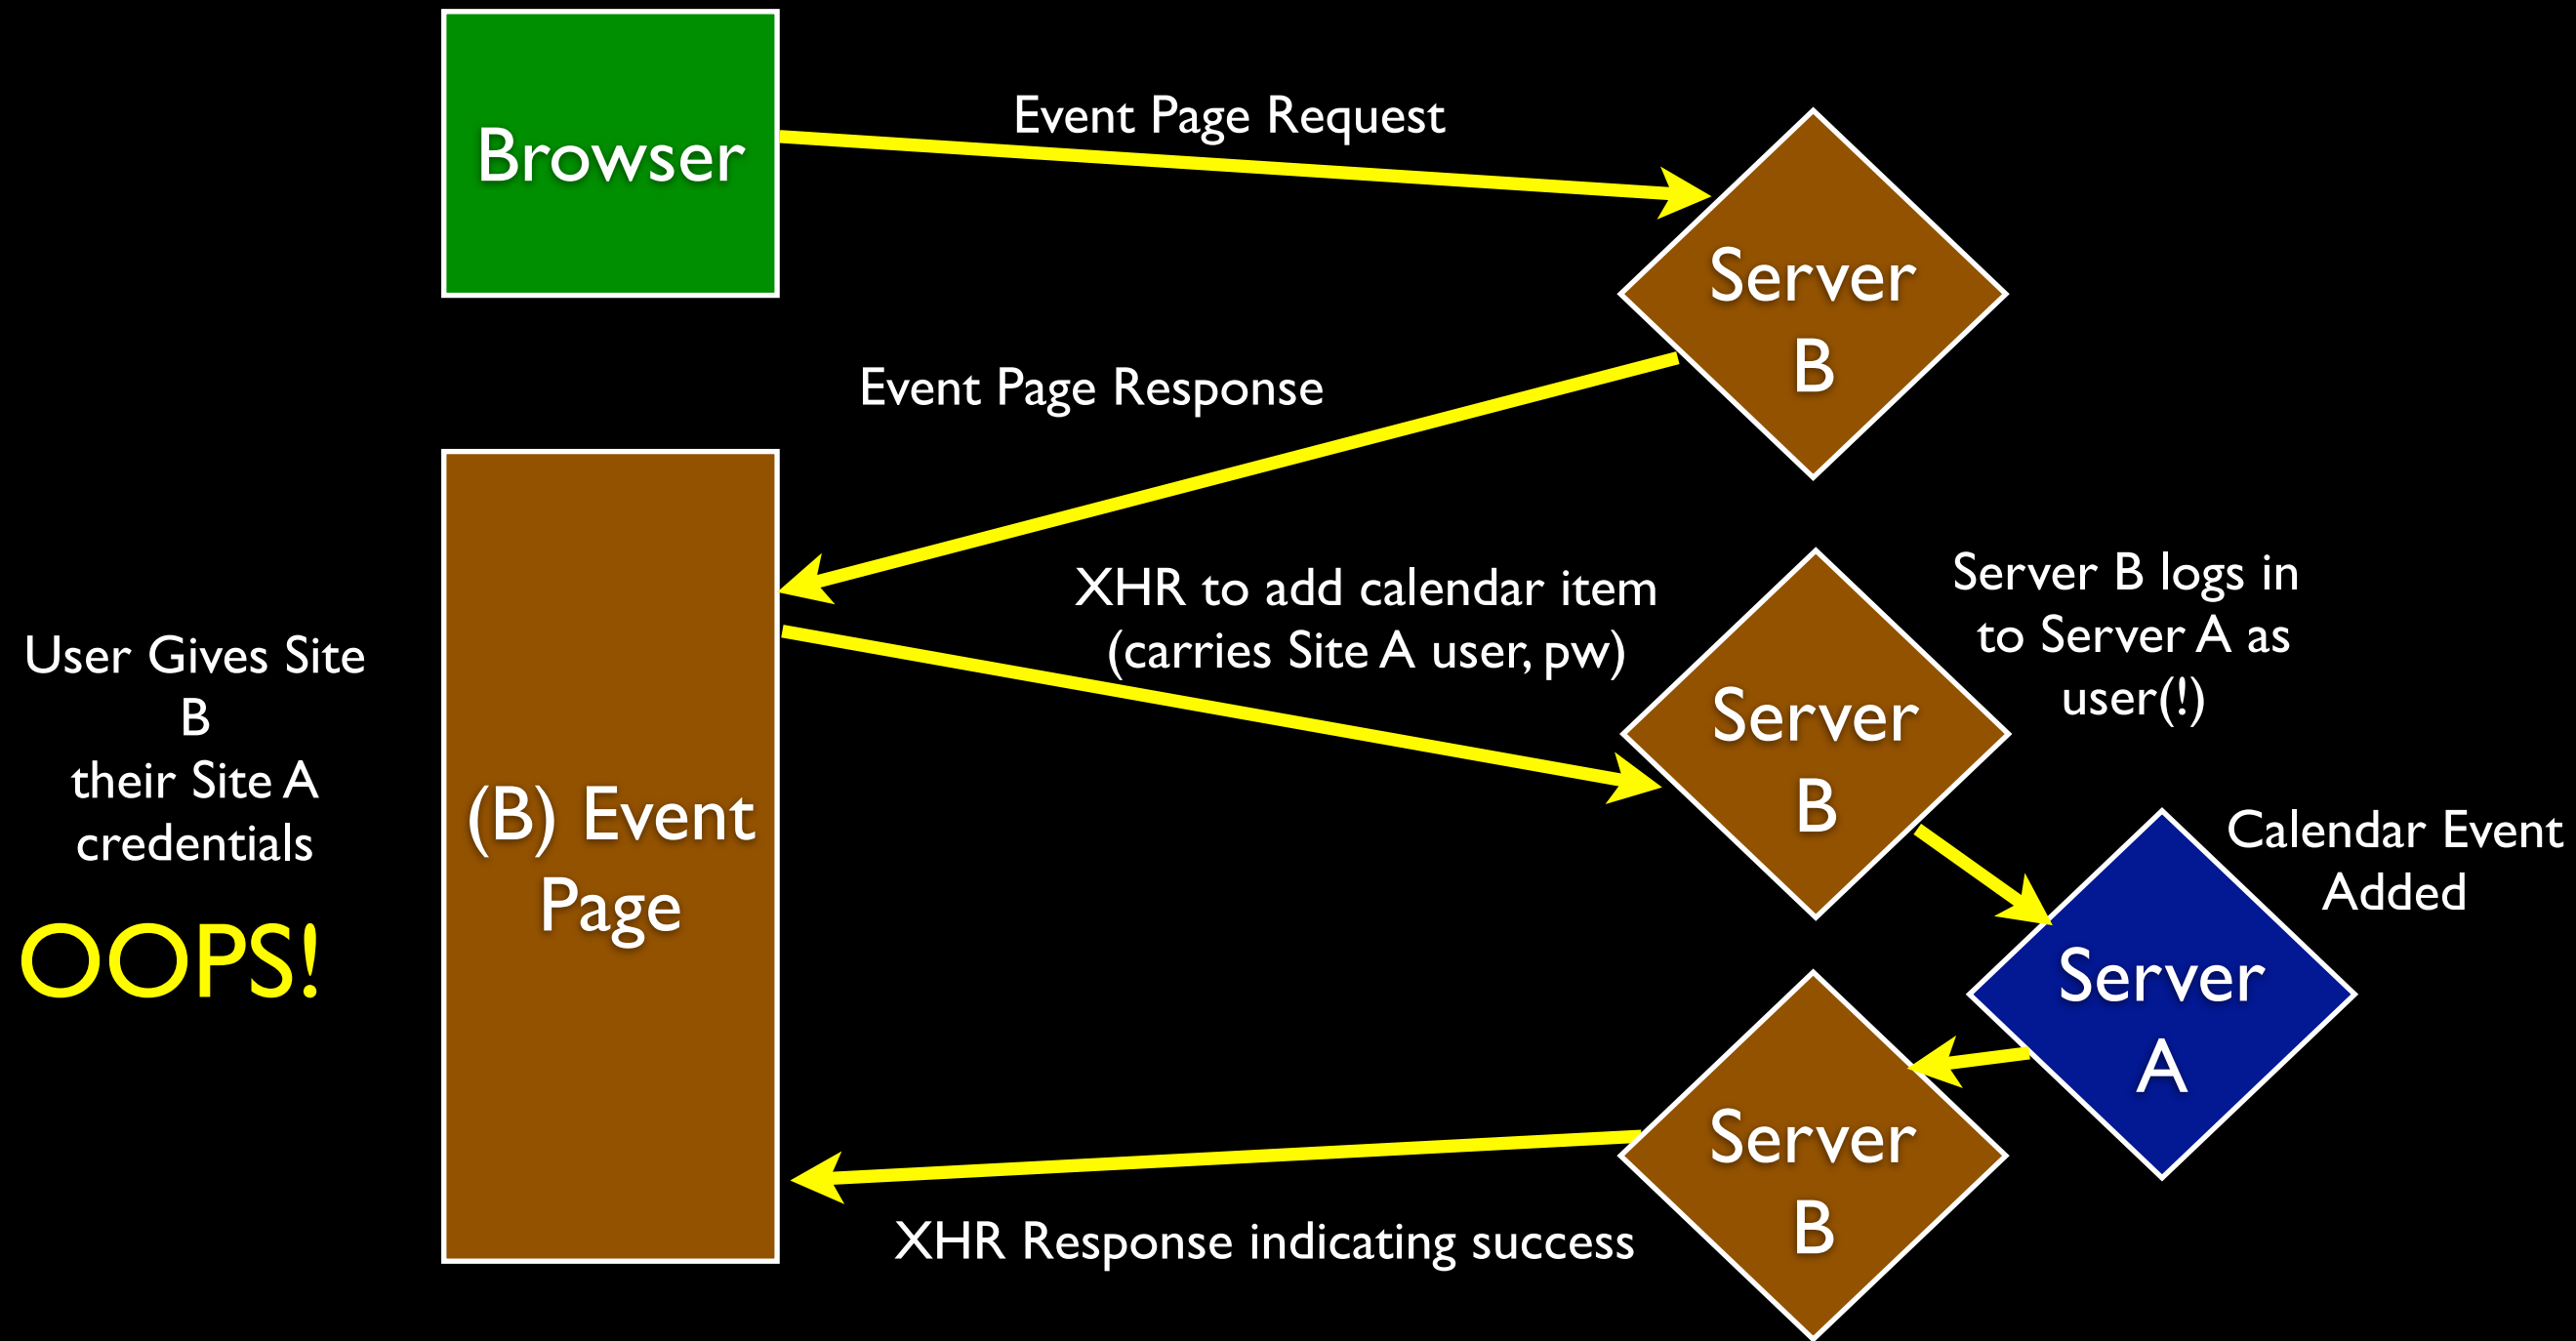 Browser
Event Page Request
Server
B
Event Page Response
XHR to add calendar item
(carries Site A user, pw)
Server B logs in
to Server A as
user(!)
User Gives Site
B
their Site A
credentials
OOPS!
(B) Event
Page
Server
B
Calendar Event
Added
Server
A
Server
B
XHR Response indicating success